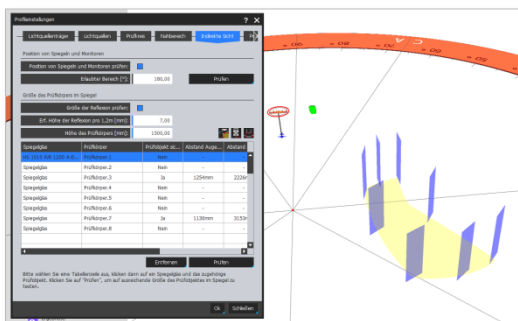 Profileinstellungen ? X
Lichtquellenträger Lichtquellen Prüfkreis Nahbereich Indirekte Sicht
Position von Spiegeln und Monitoren
Position von Spiegeln und Monitoren prüfen:
Erlaubter Bereich [°]: 180,00 Prüfen
Größe des Prüfkörpers im Spiegel
Größe der Reflexion prüfen:
Erf. Höhe der Reflexion pro 1,2m [mm]: 7,00
Höhe des Prüfkörpers [mm]: 1500,00
Spiegelglas Prüfkörper Prüfobjekt sic... Abstand Auge... Abstand
Prüfkörper.1 Nein - -
Spiegelglas Prüfkörper.2 Nein - -
Spiegelglas Prüfkörper.3 Ja 1254mm 2226m
Spiegelglas Prüfkörper.4 Nein - -
Spiegelglas Prüfkörper.5 Nein - -
Spiegelglas Prüfkörper.6 Nein - -
Spiegelglas Prüfkörper.7 Ja 1130mm 3153m
Spiegelglas Prüfkörper.8 Nein - -
Entfernen Prüfen
Bitte wählen Sie eine Tabellenzeile aus, klicken dann auf ein Spiegelglas und das zugehörige
Prüfobjekt. Klicken Sie auf "Prüfen", um auf ausreichende Größe des Prüfobjektes im Spiegel zu
testen.
Ok Schließen